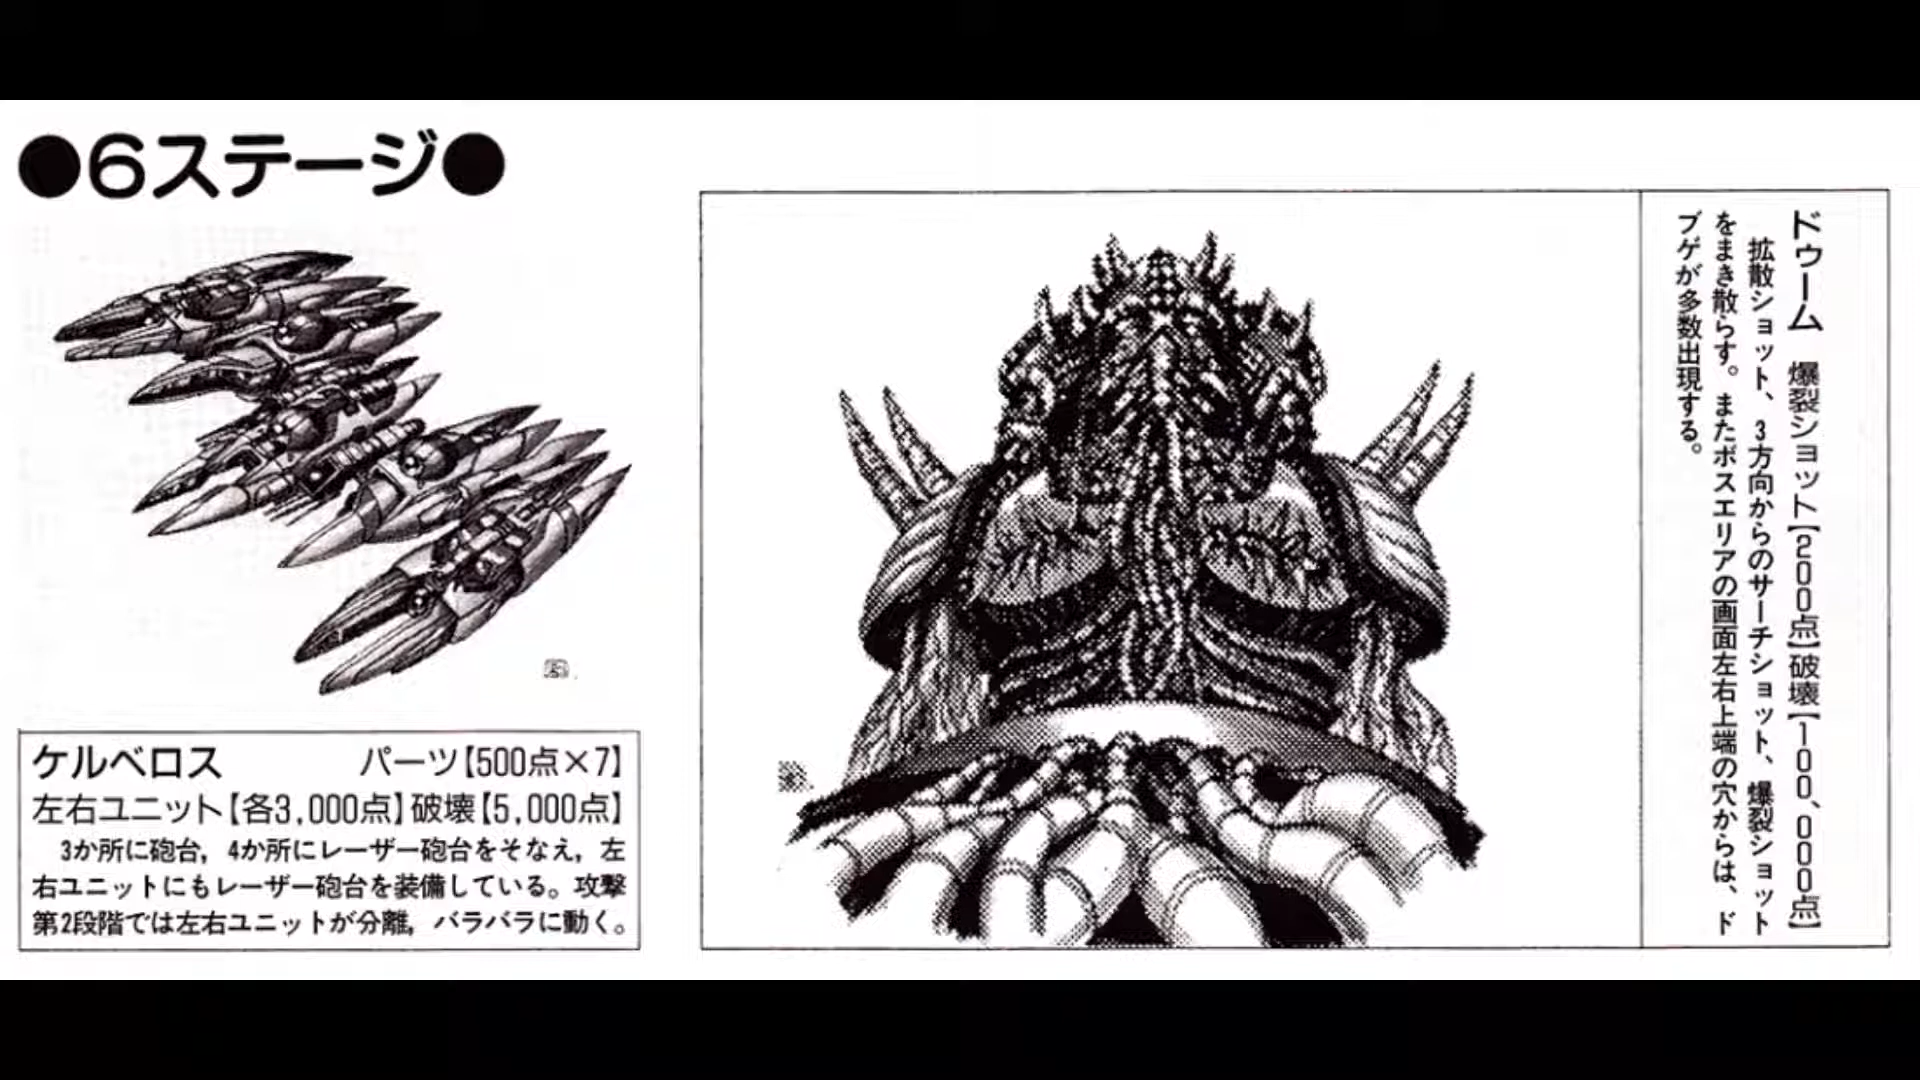 ●6ステージ●
ケルベロス パーツ【500点×7】
左右ユニット【各3,000点】破壊【5,000点】
3か所に砲台,4か所にレーザー砲台をそなえ,左
右ユニットにもレーザー砲台を装備している。攻撃
第2段階では左右ユニットが分離,バラバラに動く。
ドゥーム 爆裂ショット【200点】破壊【100、000点】
拡散ショット、3方向からのサーチショット、爆裂ショット
をまき散らす。またボスエリアの画面左右上端の穴からは、ド
ブゲが多数出現する。